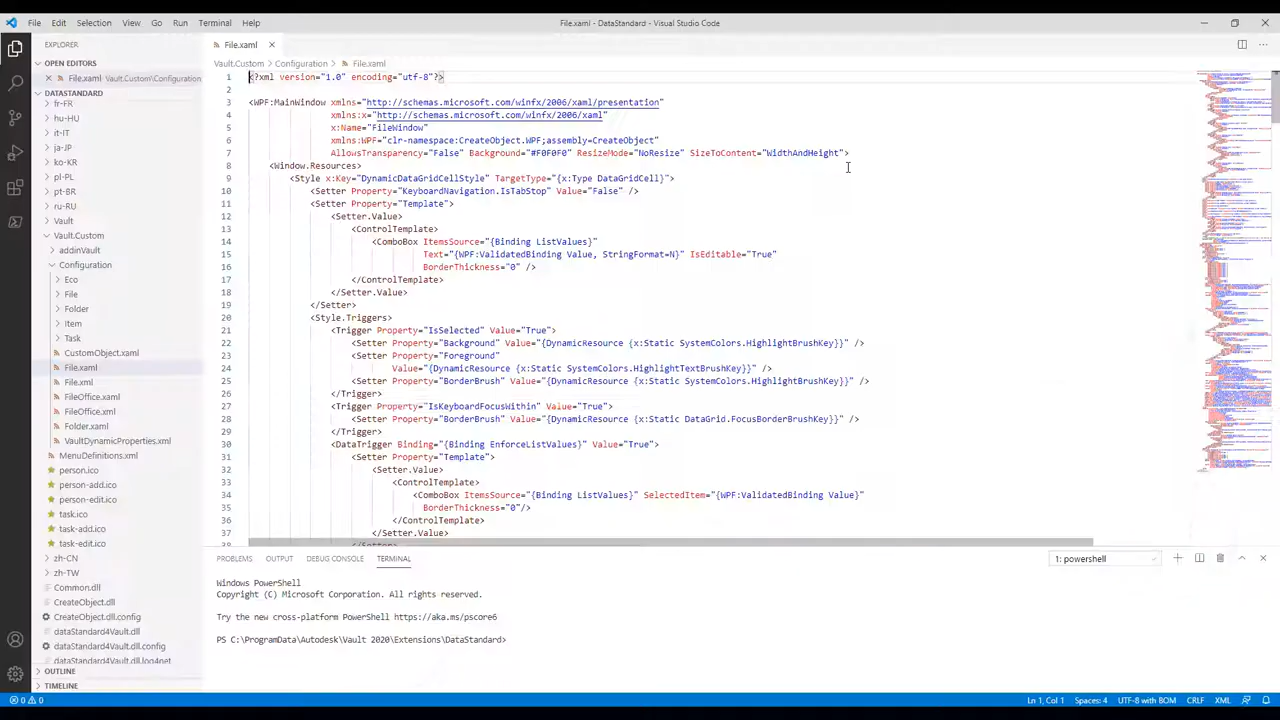 File Edit Selection View Go Run Terminal Help
File.xaml - DataStandard - Visual Studio Code
EXPLORER
OPEN EDITORS
File.xaml Vault.Custom\Configuration
DATASTANDARD
fr-FR
hu-HU
it-IT
ja-JP
ko-KR
pl-PL
pt-BR
ru-RU
Vault
Vault.Custom
addinVault
Configuration
Eco
File
Folder
Item
Task
CustomObject.xaml
File.xaml
File.xml
FileOffice.xaml
FileOffice.xml
Folder.xaml
VaultDynamicProperties.xml
MenuDefinitions.xml
person.ico
person-add.ico
person-edit.ico
task.ico
task-add.ico
task-edit.ico
zh-CN
zh-TW
Common.dll
CreateObject.dll
CreateObject.dll.config
dataStandard4Vault.dll
dataStandard4Vault.dll.config
dataStandard4Vault.dll.log4net
OUTLINE
TIMELINE
File.xaml
Vault.Custom > Configuration > File.xaml
1 <?xml version="1.0" encoding="utf-8"?>
2
3 <WPF:MainWindow xmlns="http://schemas.microsoft.com/winfx/2006/xaml/presentation"
4 xmlns:x="http://schemas.microsoft.com/winfx/2006/xaml"
5 x:Name="FileWindow"
6 xmlns:WPF="clr-namespace:CreateObject.WPF;assembly=CreateObject"
7 AllowsTransparency="False" Background= ResizeMode="NoResize" SizeToContent="WidthAndHeight">
8 <Window.Resources>
9 <Style x:Key="DynamicDataGridCellStyle" TargetType="{x:Type DataGridCell}">
10 <Setter Property="KeyboardNavigation.IsTabStop" Value="False"/>
11 <Setter Property="Template">
12 <Setter.Value>
13 <ControlTemplate>
14 <ComboBox ItemsSource="{Binding ListValues}"
15 Text="{WPF:ValidatedBinding Value, StringFormat=N}" IsEditable="True"
16 BorderThickness="0"/>
17 </ControlTemplate>
18 </Setter.Value>
19 </Setter>
20 <Style.Triggers>
21 <Trigger Property="IsSelected" Value="True">
22 <Setter Property="Background" Value="{DynamicResource {x:Static SystemColors.HighlightBrushKey}}" />
23 <Setter Property="Foreground"
24 Value="{DynamicResource {x:Static SystemColors.HighlightTextBrushKey}}" />
25 <Setter Property="BorderBrush" Value="{DynamicResource {x:Static SystemColors.HighlightBrushKey}}" />
26 </Trigger>
27 <Trigger Property="IsKeyboardFocusWithin" Value="True">
28 <Setter Property="BorderBrush" Value="{DynamicResource {x:Static DataGrid.FocusBorderBrushKey}}" />
29 </Trigger>
30 <DataTrigger Binding="{Binding EnforceList}" Value="True">
31 <Setter Property="Template">
32 <Setter.Value>
33 <ControlTemplate>
34 <ComboBox ItemsSource="{Binding ListValues}" SelectedItem="{WPF:ValidatedBinding Value}"
35 BorderThickness="0"/>
36 </ControlTemplate>
37 </Setter.Value>
38 </Setter>
PROBLEMS OUTPUT DEBUG CONSOLE TERMINAL
1: powershell
Windows PowerShell
Copyright (C) Microsoft Corporation. All rights reserved.
Try the new cross-platform PowerShell https://aka.ms/pscore6
PS C:\ProgramData\Autodesk\Vault 2020\Extensions\DataStandard>
0 0
Ln 1, Col 1 Spaces: 4 UTF-8 with BOM CRLF XML